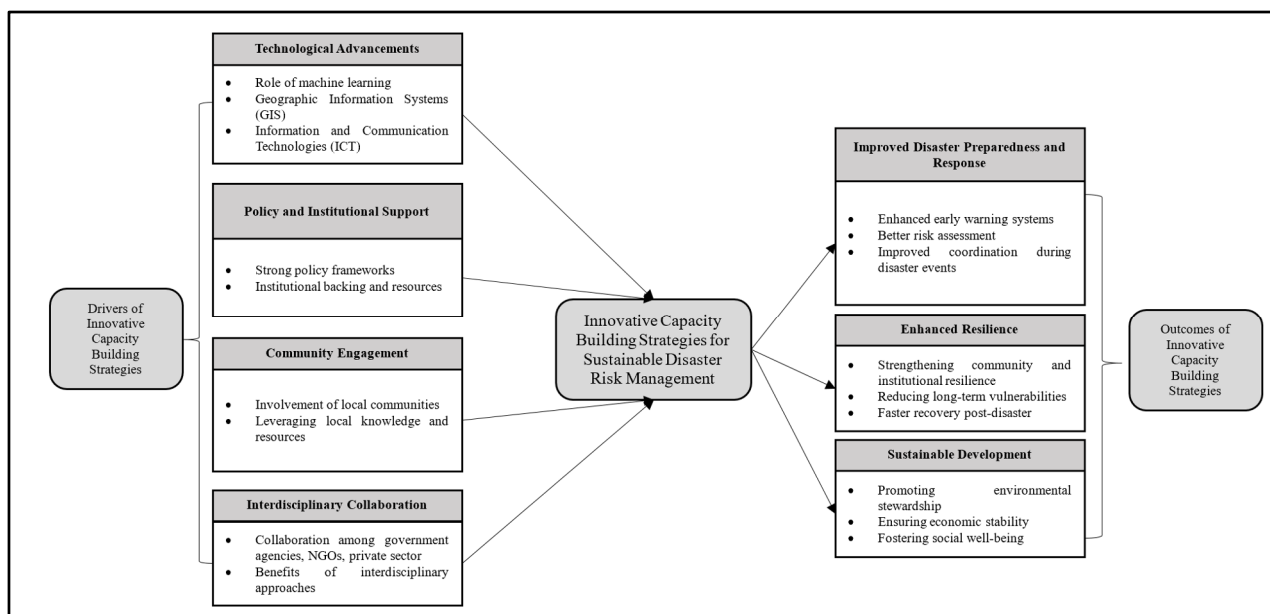 Drivers of
Innovative
Capacity
Building
Strategies
Technological Advancements
• Role of machine learning
• Geographic Information Systems
(GIS)
• Information and Communication
Technologies (ICT)
Policy and Institutional Support
• Strong policy frameworks
• Institutional backing and resources
Community Engagement
• Involvement of local communities
• Leveraging local knowledge and
resources
Interdisciplinary Collaboration
• Collaboration among government
agencies, NGOs, private sector
• Benefits of interdisciplinary
approaches
Innovative Capacity
Building Strategies for
Sustainable Disaster
Risk Management
Improved Disaster Preparedness and
Response
• Enhanced early warning systems
• Better risk assessment
• Improved coordination during
disaster events
Enhanced Resilience
• Strengthening community and
institutional resilience
• Reducing long-term vulnerabilities
• Faster recovery post-disaster
Sustainable Development
• Promoting environmental
stewardship
• Ensuring economic stability
• Fostering social well-being
Outcomes of
Innovative
Capacity
Building
Strategies